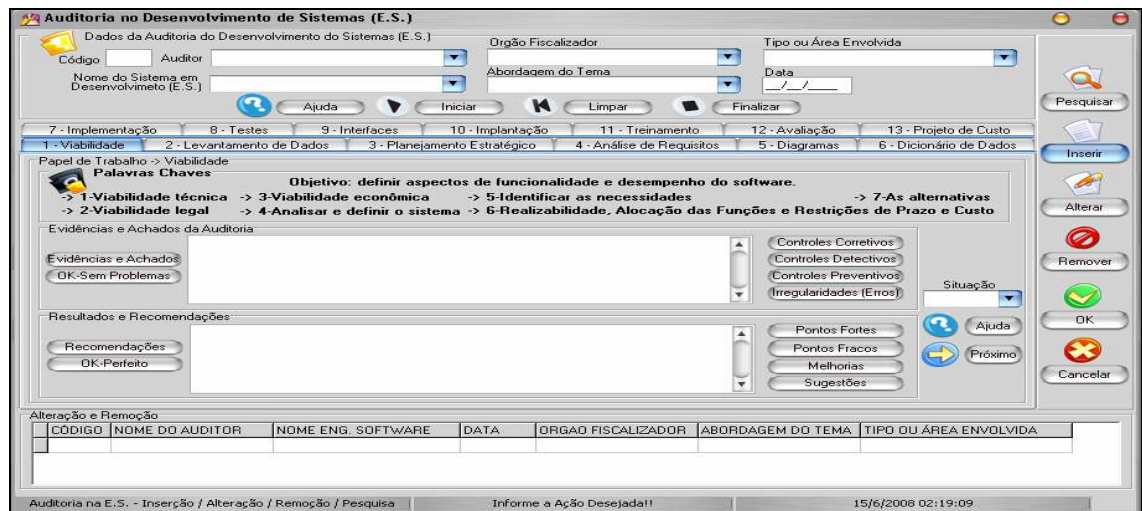 Auditoria no Desenvolvimento de Sistemas (E.S.)
Dados da Auditoria do Desenvolvimento do Sistemas (E.S.)
Código
Auditor
Orgão Fiscalizador
Tipo ou Área Envolvida
Nome do Sistema em
Desenvolvimeto (E.S.)
Abordagem do Tema
Data
__/__/____
Ajuda
Iniciar
Limpar
Finalizar
7 - Implementação
8 - Testes
9 - Interfaces
10 - Implantação
11 - Treinamento
12 - Avaliação
13 - Projeto de Custo
1 - Viabilidade
2 - Levantamento de Dados
3 - Planejamento Estratégico
4 - Análise de Requisitos
5 - Diagramas
6 - Dicionário de Dados
Papel de Trabalho -> Viabilidade
Palavras Chaves
Objetivo: definir aspectos de funcionalidade e desempenho do software.
-> 1-Viabilidade técnica -> 3-Viabilidade econômica -> 5-Identificar as necessidades -> 7-As alternativas
-> 2-Viabilidade legal -> 4-Analisar e definir o sistema -> 6-Realizabilidade, Alocação das Funções e Restrições de Prazo e Custo
Evidências e Achados da Auditoria
Evidências e Achados
OK-Sem Problemas
Controles Corretivos
Controles Detectivos
Controles Preventivos
Irregularidades (Erros)
Situação
Resultados e Recomendações
Recomendações
OK-Perfeito
Pontos Fortes
Pontos Fracos
Melhorias
Sugestões
Ajuda
Próximo
Pesquisar
Inserir
Alterar
Remover
OK
Cancelar
Alteração e Remoção
CÓDIGO NOME DO AUDITOR NOME ENG. SOFTWARE DATA ORGAO FISCALIZADOR ABORDAGEM DO TEMA TIPO OU ÁREA ENVOLVIDA
Auditoria na E.S. - Inserção / Alteração / Remoção / Pesquisa
Informe a Ação Desejada!!
15/6/2008 02:19:09